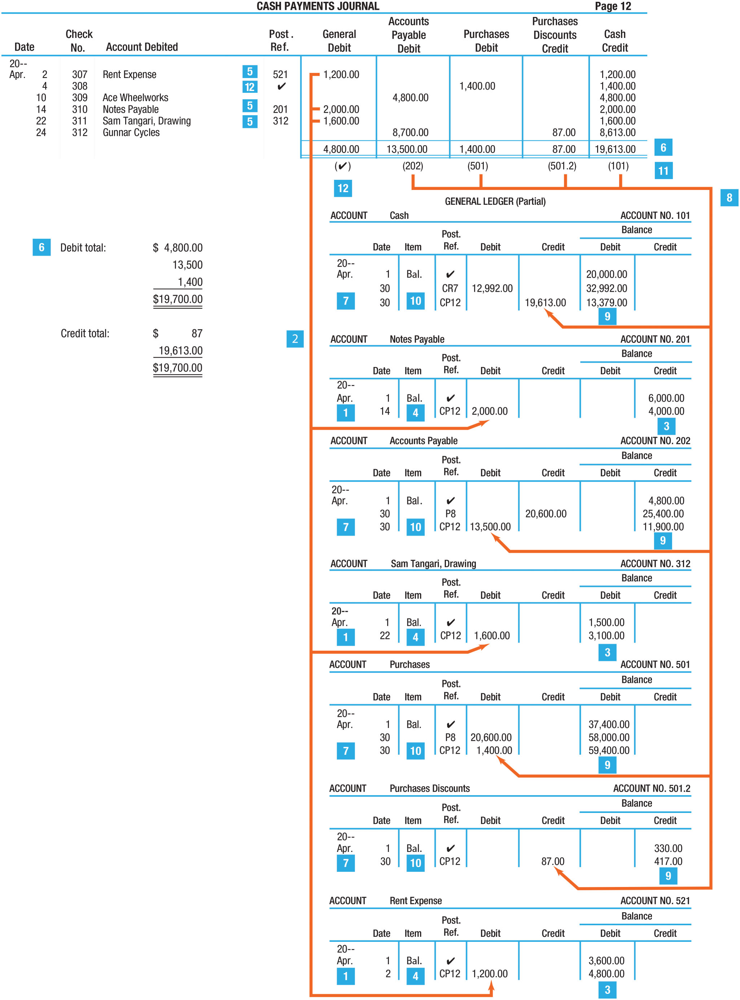 CASH PAYMENTS JOURNAL Page 12
Accounts Purchases
Check Post. General Payable Purchases Discounts Cash
Date No. Account Debited Ref. Debit Debit Debit Credit Credit
20--
Apr. 2 307 Rent Expense 5 521 1,200.00 1,200.00
4 308 12 ✔ 1,400.00 1,400.00
10 309 Ace Wheelworks 4,800.00 4,800.00
14 310 Notes Payable 5 201 2,000.00 2,000.00
22 311 Sam Tangari, Drawing 5 312 1,600.00 1,600.00
24 312 Gunnar Cycles 8,700.00 87.00 8,613.00
4,800.00 13,500.00 1,400.00 87.00 19,613.00 6
(✔) (202) (501) (501.2) (101) 11
12
8
6 Debit total: $ 4,800.00
13,500
1,400
$19,700.00
Credit total: $ 87
19,613.00
$19,700.00
2
GENERAL LEDGER (Partial)
ACCOUNT Cash ACCOUNT NO. 101
Balance
Post.
Date Item Ref. Debit Credit Debit Credit
20--
Apr. 1 Bal. ✔ 20,000.00
30 CR7 12,992.00 32,992.00
7 30 10 CP12 19,613.00 13,379.00
9
ACCOUNT Notes Payable ACCOUNT NO. 201
Balance
Post.
Date Item Ref. Debit Credit Debit Credit
20--
Apr. 1 Bal. ✔ 6,000.00
1 14 4 CP12 2,000.00 4,000.00
3
ACCOUNT Accounts Payable ACCOUNT NO. 202
Balance
Post.
Date Item Ref. Debit Credit Debit Credit
20--
Apr. 1 Bal. ✔ 4,800.00
30 P8 20,600.00 25,400.00
7 30 10 CP12 13,500.00 11,900.00
9
ACCOUNT Sam Tangari, Drawing ACCOUNT NO. 312
Balance
Post.
Date Item Ref. Debit Credit Debit Credit
20--
Apr. 1 Bal. ✔ 1,500.00
1 22 4 CP12 1,600.00 3,100.00
3
ACCOUNT Purchases ACCOUNT NO. 501
Balance
Post.
Date Item Ref. Debit Credit Debit Credit
20--
Apr. 1 Bal. ✔ 37,400.00
30 P8 20,600.00 58,000.00
7 30 10 CP12 1,400.00 59,400.00
9
ACCOUNT Purchases Discounts ACCOUNT NO. 501.2
Balance
Post.
Date Item Ref. Debit Credit Debit Credit
20--
Apr. 1 Bal. ✔ 330.00
7 30 10 CP12 87.00 417.00
9
ACCOUNT Rent Expense ACCOUNT NO. 521
Balance
Post.
Date Item Ref. Debit Credit Debit Credit
20--
Apr. 1 Bal. ✔ 3,600.00
1 2 4 CP12 1,200.00 4,800.00
3